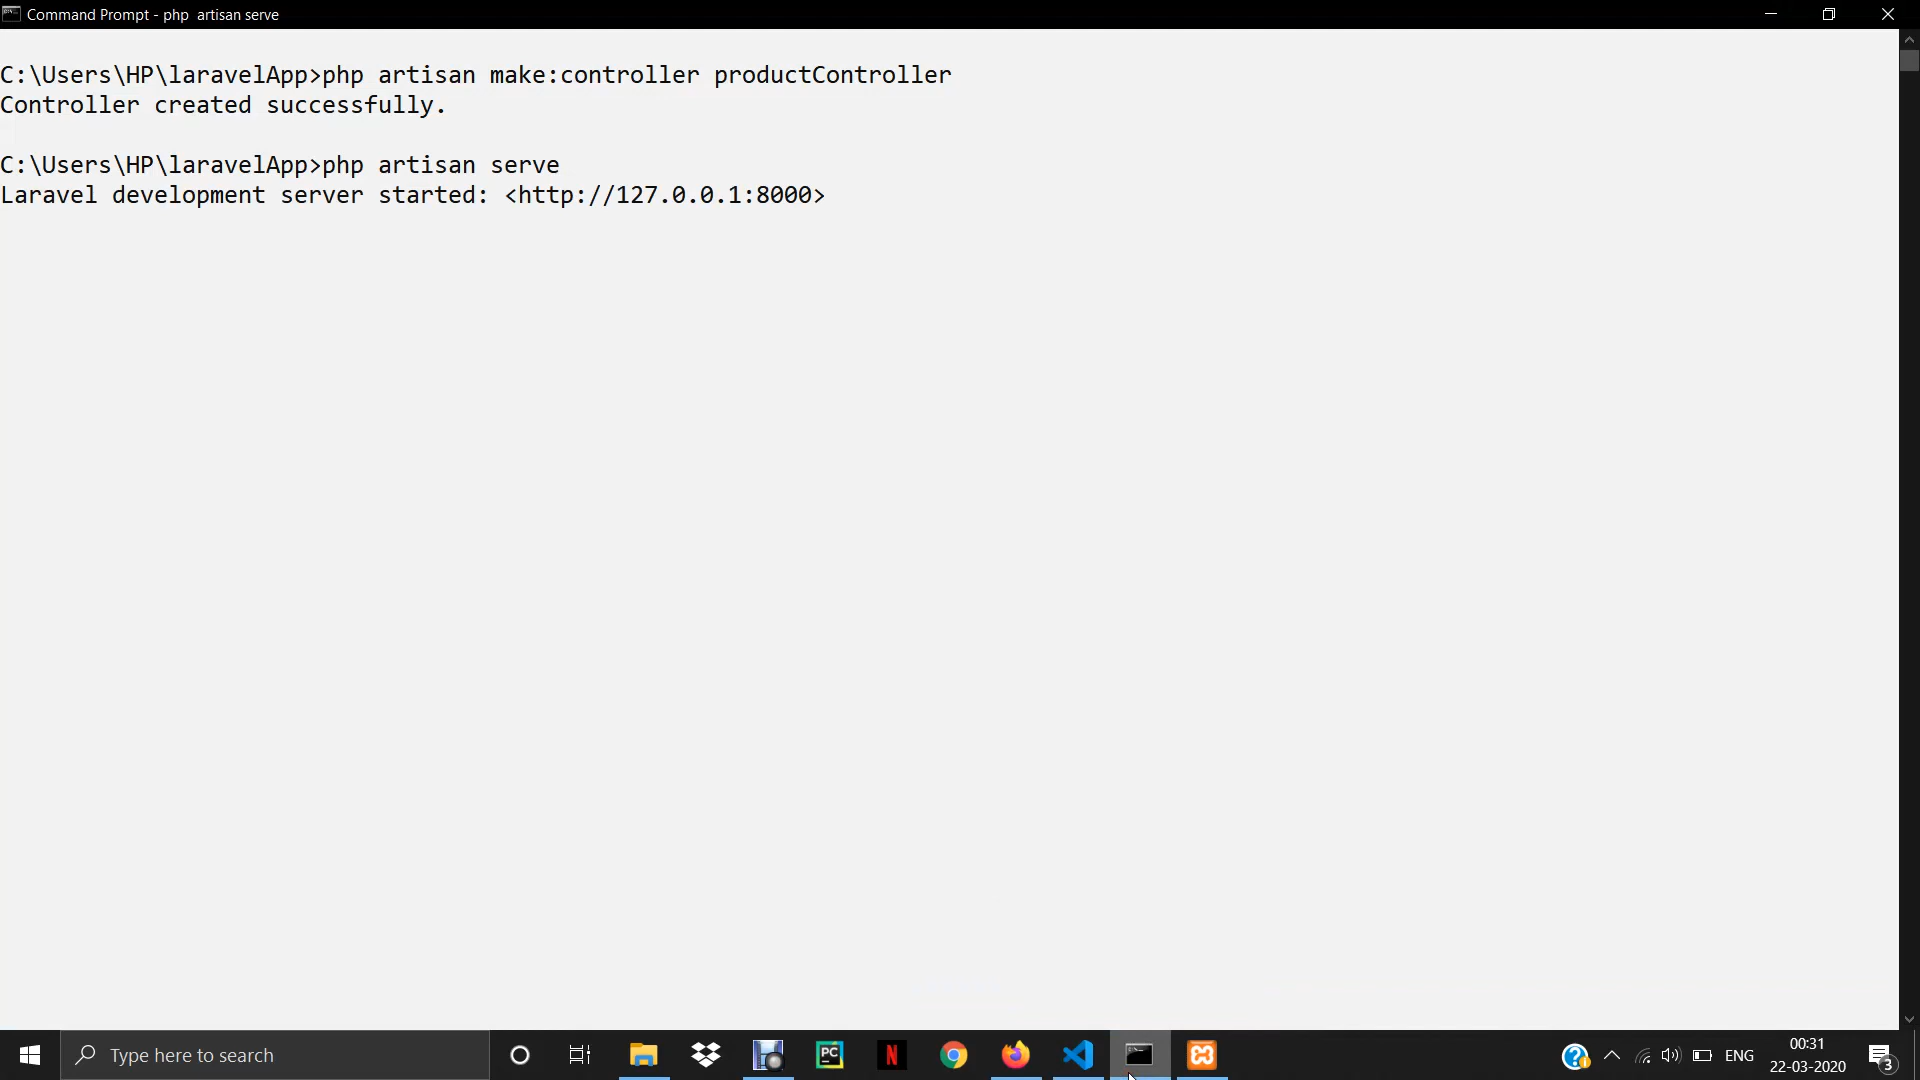 Command Prompt - php  artisan serve
C:\Users\HP\laravelApp>php artisan make:controller productController
Controller created successfully.
C:\Users\HP\laravelApp>php artisan serve
Laravel development server started: <http://127.0.0.1:8000>
Type here to search
PC
N
ENG
00:31
22-03-2020
3